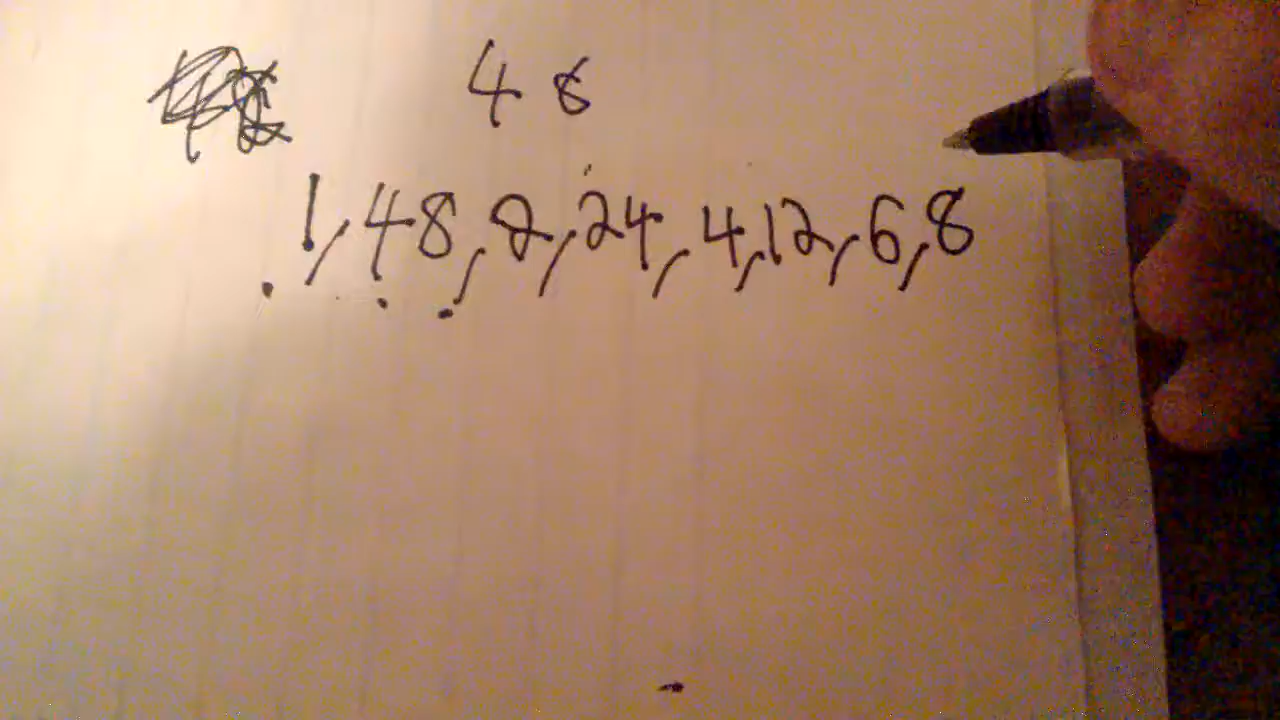 48
1, 48, 2, 24, 4, 12, 6, 8